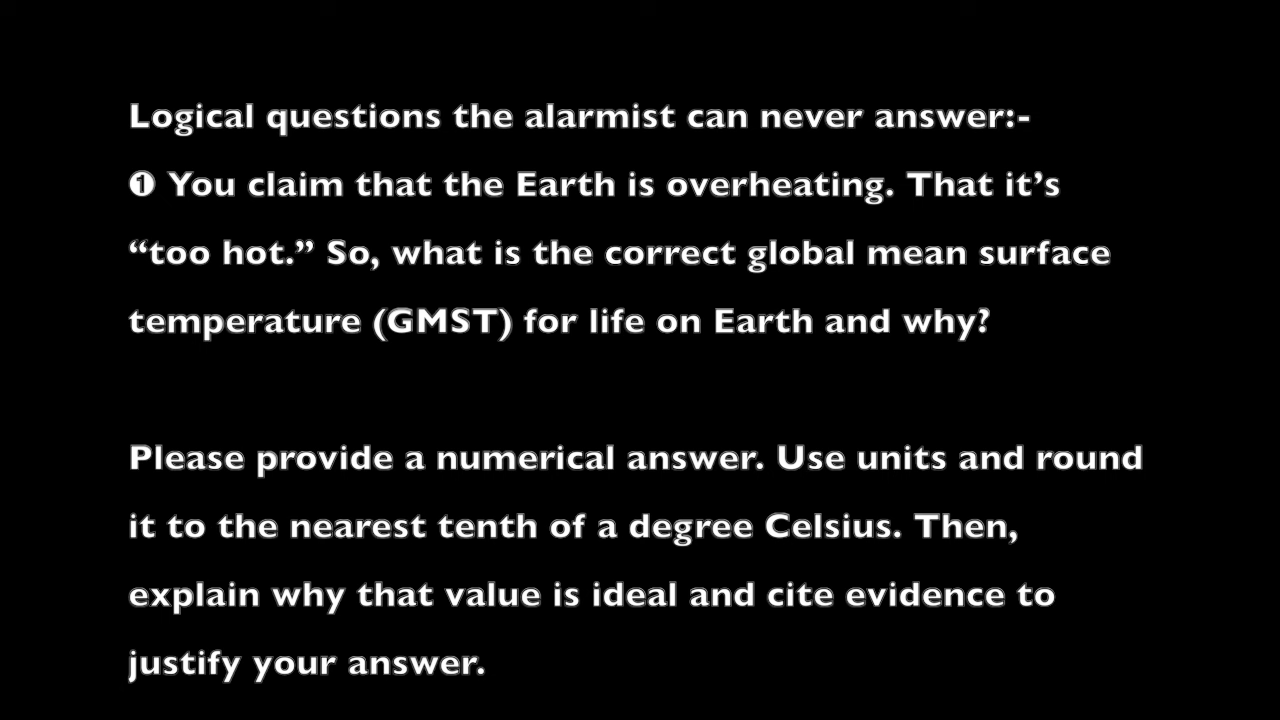 Logical questions the alarmist can never answer:-
❶ You claim that the Earth is overheating. That it’s
“too hot.” So, what is the correct global mean surface
temperature (GMST) for life on Earth and why?
Please provide a numerical answer. Use units and round
it to the nearest tenth of a degree Celsius. Then,
explain why that value is ideal and cite evidence to
justify your answer.